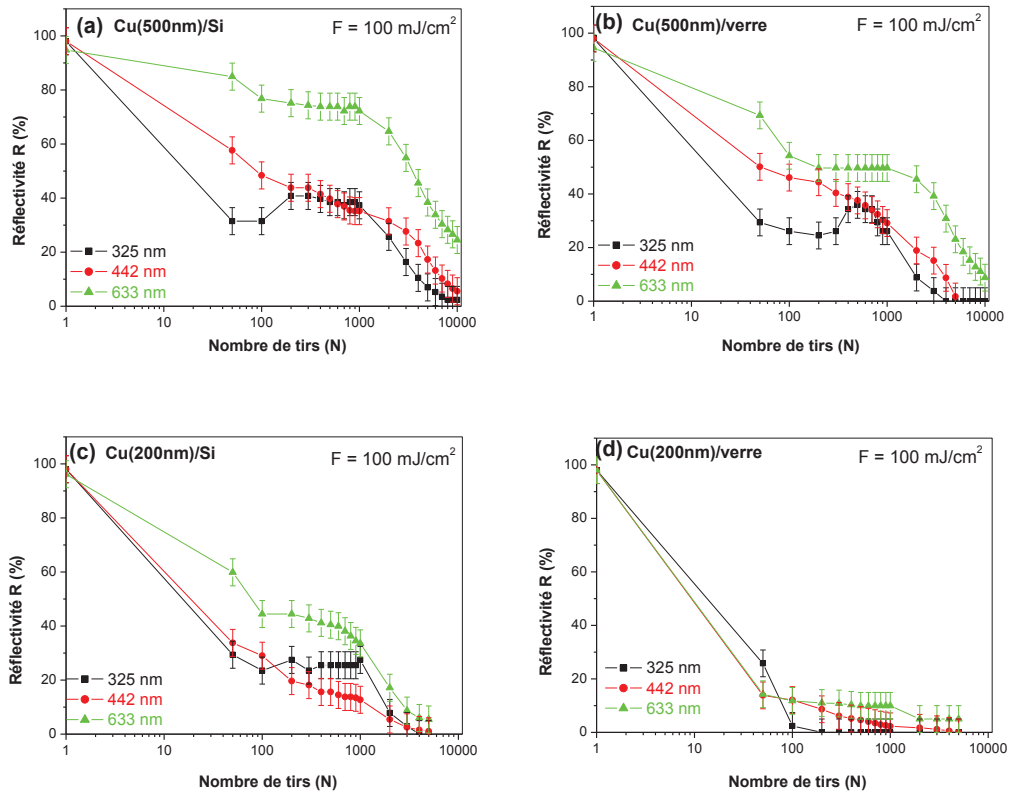 (a) Cu(500nm)/Si F = 100 mJ/cm²
100
80
60
40
20
0
Réflectivité R (%)
325 nm
442 nm
633 nm
1 10 100 1000 10000
Nombre de tirs (N)
(b) Cu(500nm)/verre F = 100 mJ/cm²
100
80
60
40
20
0
Réflectivité R (%)
325 nm
442 nm
633 nm
1 10 100 1000 10000
Nombre de tirs (N)
(c) Cu(200nm)/Si F = 100 mJ/cm²
100
80
60
40
20
0
Réflectivité R (%)
325 nm
442 nm
633 nm
1 10 100 1000 10000
Nombre de tirs (N)
(d) Cu(200nm)/verre F = 100 mJ/cm²
100
80
60
40
20
0
Réflectivité R (%)
325 nm
442 nm
633 nm
1 10 100 1000 10000
Nombre de tirs (N)